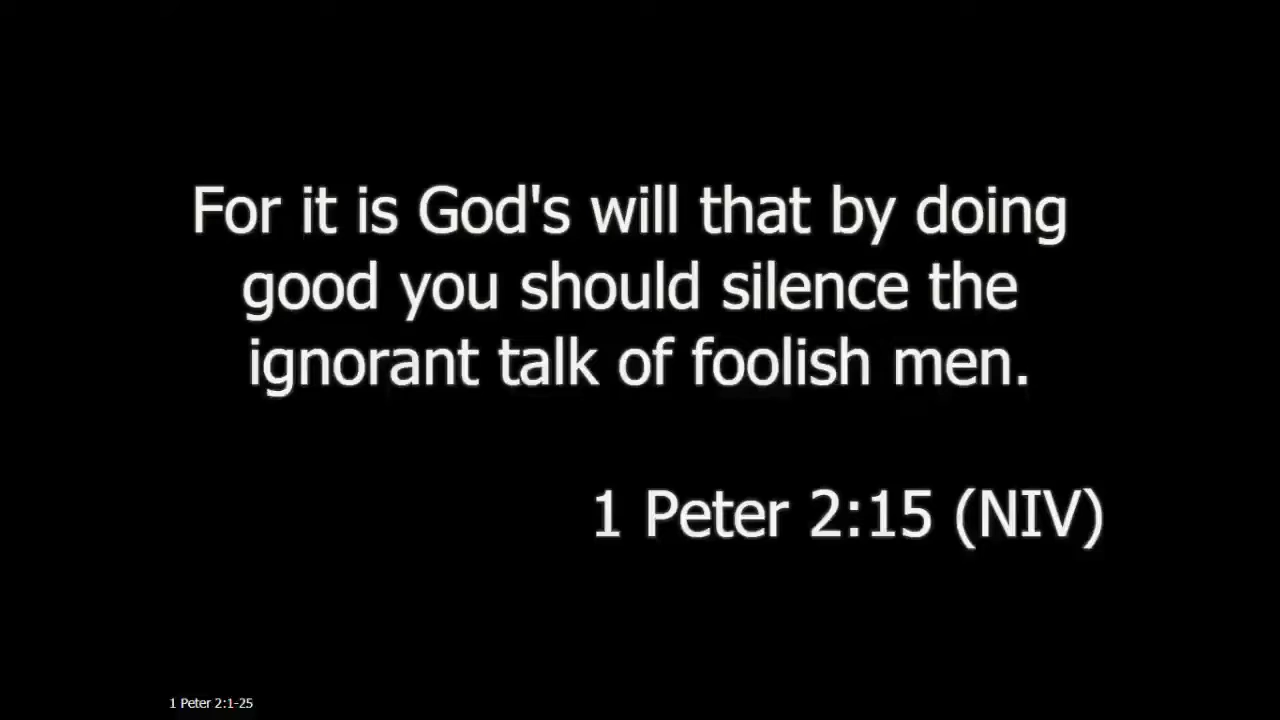 For it is God's will that by doing
good you should silence the
ignorant talk of foolish men.
1 Peter 2:15 (NIV)
1 Peter 2:1-25